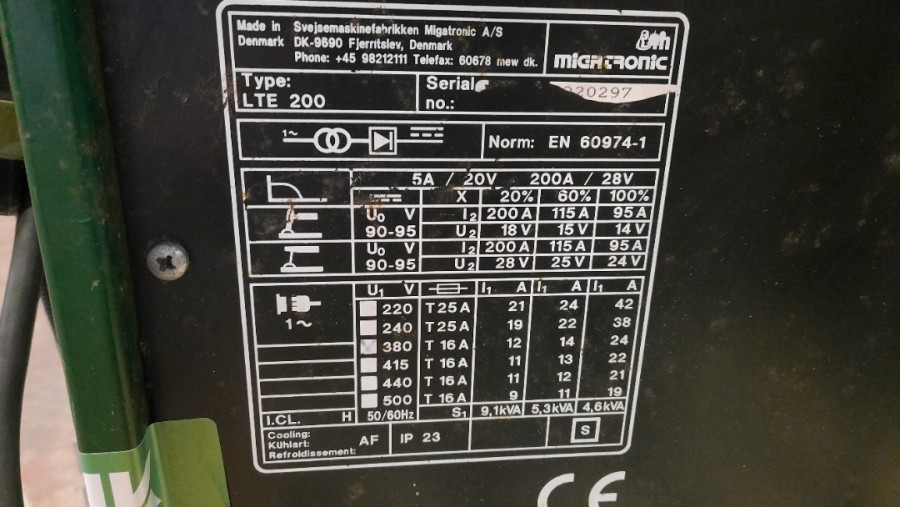 Made in Svejsemaskinefabrikken Migatronic A/S
Denmark DK-9690 Fjerritslev, Denmark
Phone: +45 98212111 Telefax: 60678 mew dk.
MIGATRONIC
Type:
LTE 200
Serial
no.:
20297
1~
Norm: EN 60974-1
5A / 20V 200A / 28V
X 20% 60% 100%
U₀ V I₂ 200 A 115 A 95 A
90-95 U₂ 18 V 15 V 14 V
U₀ V I₂ 200 A 115 A 95 A
90-95 U₂ 28 V 25 V 24 V
U₁ V I₁ A I₁ A I₁ A
1~
220 T 25 A 21 24 42
240 T 25 A 19 22 38
380 T 16 A 12 14 24
415 T 16 A 11 13 22
440 T 16 A 11 12 21
500 T 16 A 9 11 19
I.CL. H 50/60Hz S₁ 9,1kVA 5,3kVA 4,6kVA
Cooling:
Kühlart:
Refroidissement:
AF IP 23 S
CE